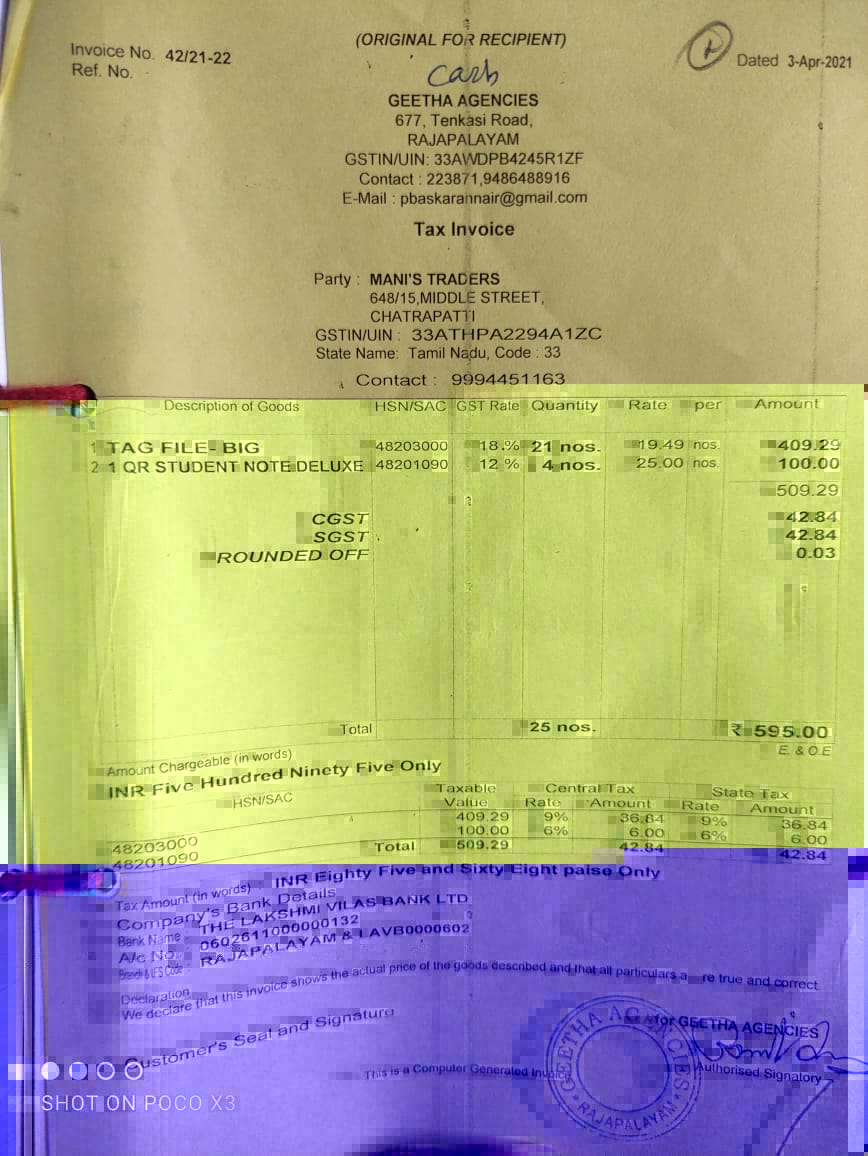 (ORIGINAL FOR RECIPIENT)
Invoice No. 42/21-22
Dated 3-Apr-2021
Ref. No.
GEETHA AGENCIES
677, Tenkasi Road,
RAJAPALAYAM
GSTIN/UIN: 33AWDPB4245R1ZF
Contact : 223871,9486488916
E-Mail : pbaskarannair@gmail.com
Tax Invoice
Party : MANI'S TRADERS
648/15,MIDDLE STREET,
CHATRAPATTI
GSTIN/UIN : 33ATHPA2294A1ZC
State Name: Tamil Nadu, Code : 33
Contact : 9994451163
Description of Goods HSN/SAC GST Rate Quantity Rate per Amount
1 TAG FILE- BIG 48203000 18 % 21 nos. 19.49 nos. 409.29
2 1 QR STUDENT NOTE DELUXE 48201090 12 % 4 nos. 25.00 nos. 100.00
509.29
CGST 42.84
SGST 42.84
ROUNDED OFF 0.03
Total 25 nos. ₹ 595.00
Amount Chargeable (in words) E. & O.E
INR Five Hundred Ninety Five Only
HSN/SAC Taxable Value Central Tax Rate Amount State Tax Rate Amount
48203000 409.29 9% 36.84 9% 36.84
48201090 100.00 6% 6.00 6% 6.00
Total 509.29 42.84 42.84
Tax Amount (in words) INR Eighty Five and Sixty Eight paise Only
Company's Bank Details
Bank Name : THE LAKSHMI VILAS BANK LTD
A/c No. : 0602611000000132
Branch & IFS Code : RAJAPALAYAM & LAVB0000602
Declaration
We declare that this invoice shows the actual price of the goods described and that all particulars a re true and correct.
Customer's Seal and Signature
for GEETHA AGENCIES
GEETHA AGENCIES
RAJAPALAYAM
Authorised Signatory
This is a Computer Generated Invoice
SHOT ON POCO X3